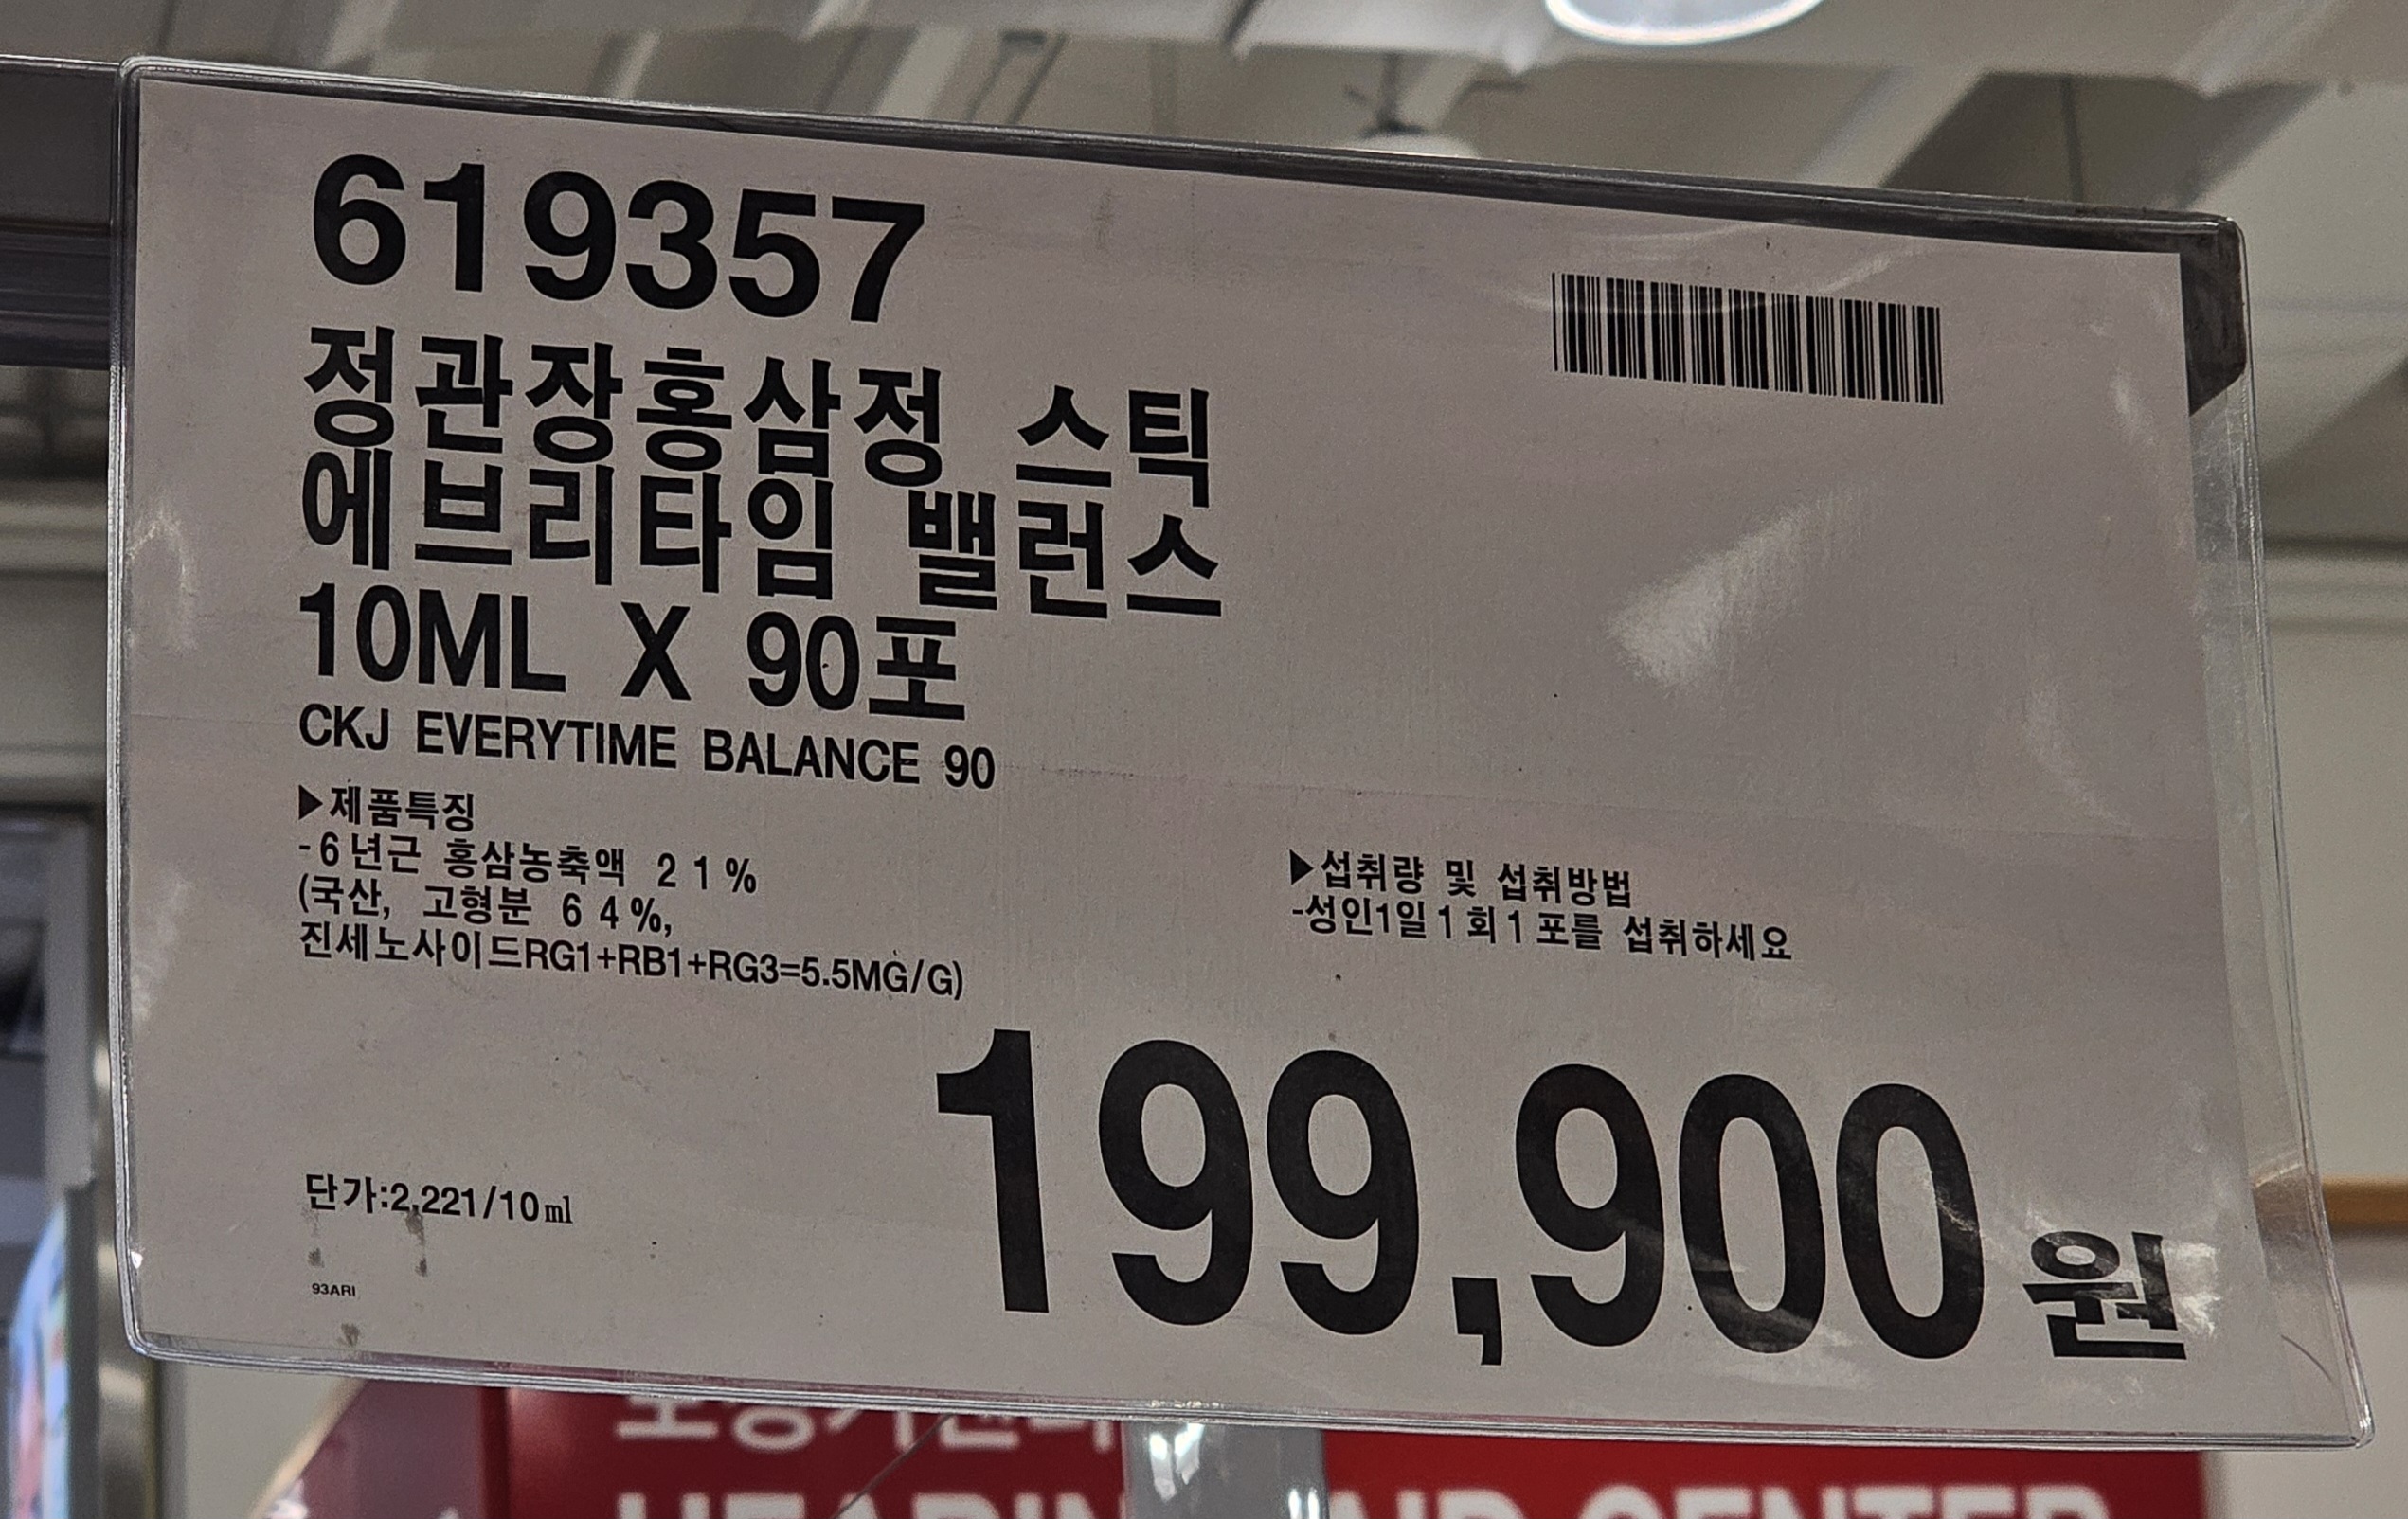 619357
정관장홍삼정 스틱
에브리타임 밸런스
10ML X 90포
CKJ EVERYTIME BALANCE 90
▶제품특징
-6년근 홍삼농축액 21%
(국산, 고형분 64%,
진세노사이드RG1+RB1+RG3=5.5MG/G)
▶섭취량 및 섭취방법
-성인1일1회1포를 섭취하세요
199,900원
단가:2,221/10ml
93ARI
CENTER